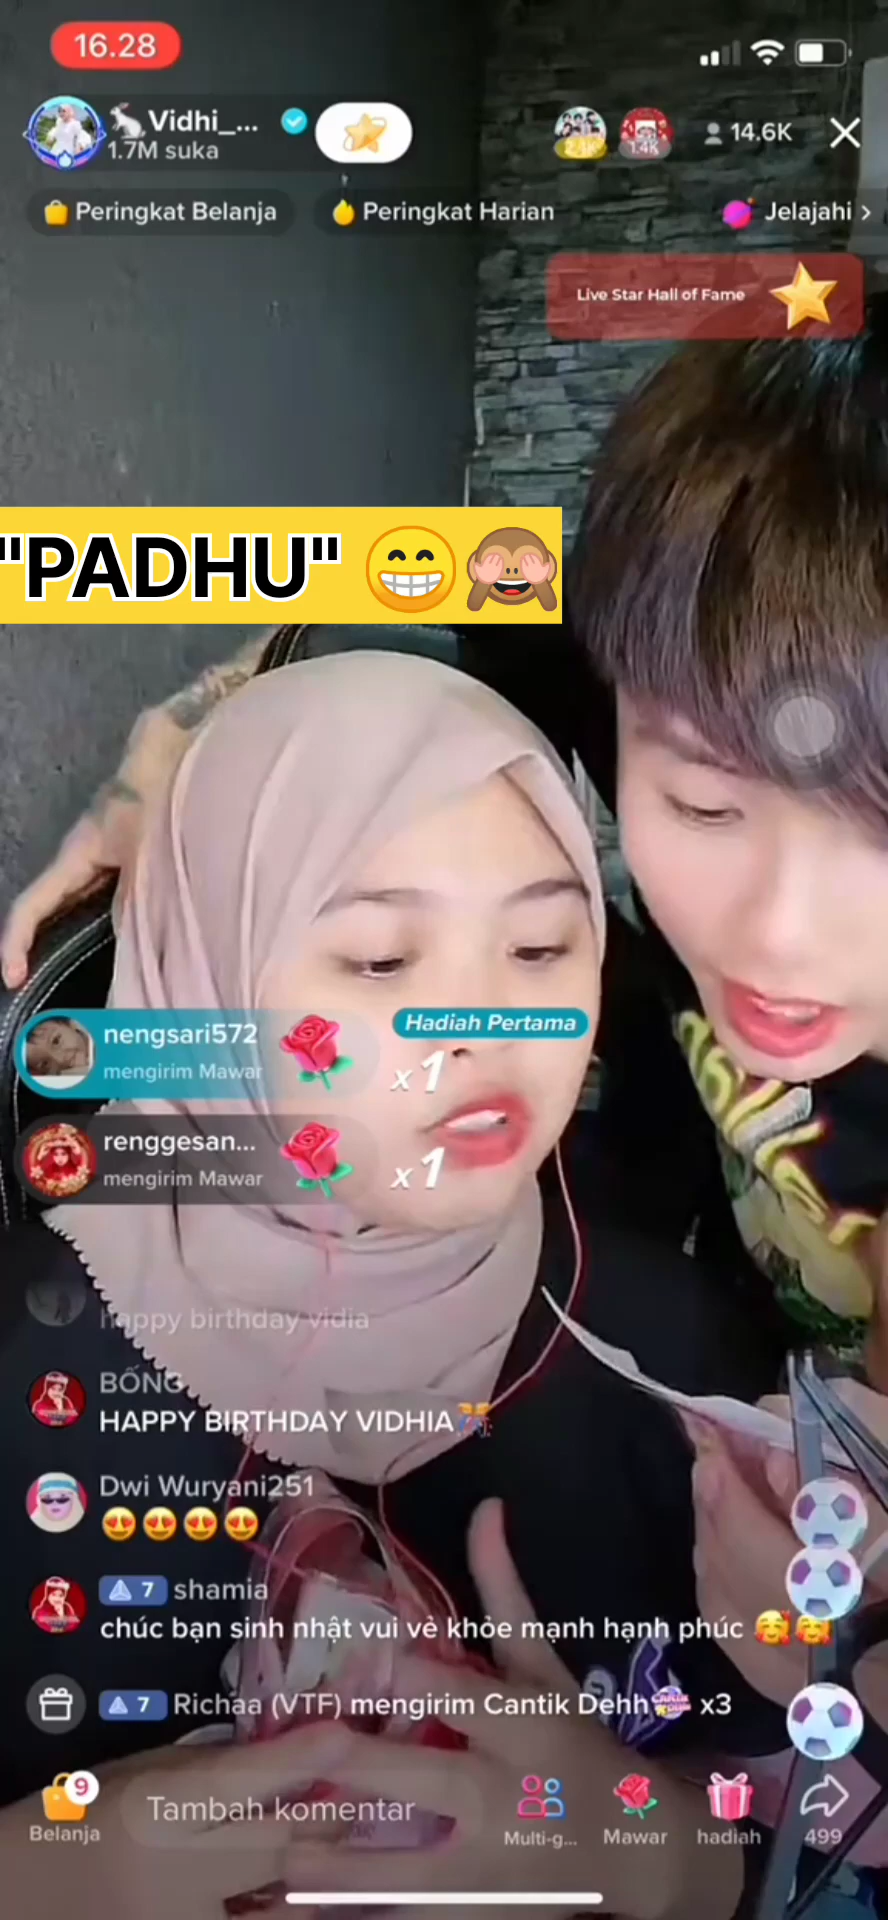 16.28
Vidhi_...
1.7M suka
1.4K
14.6K
Peringkat Belanja
Peringkat Harian
Jelajahi >
Live Star Hall of Fame
"PADHU" 😁🙈
nengsari572
mengirim Mawar
Hadiah Pertama
x1
renggesan...
mengirim Mawar
x1
happy birthday vidia
BỐNG
HAPPY BIRTHDAY VIDHIA🎊
Dwi Wuryani251
😍😍😍😍
7 shamia
chúc bạn sinh nhật vui vẻ khỏe mạnh hạnh phúc 🥰🥰
7 Richaa (VTF) mengirim Cantik Dehh x3
9
Belanja
Tambah komentar
Multi-g...
Mawar
hadiah
499